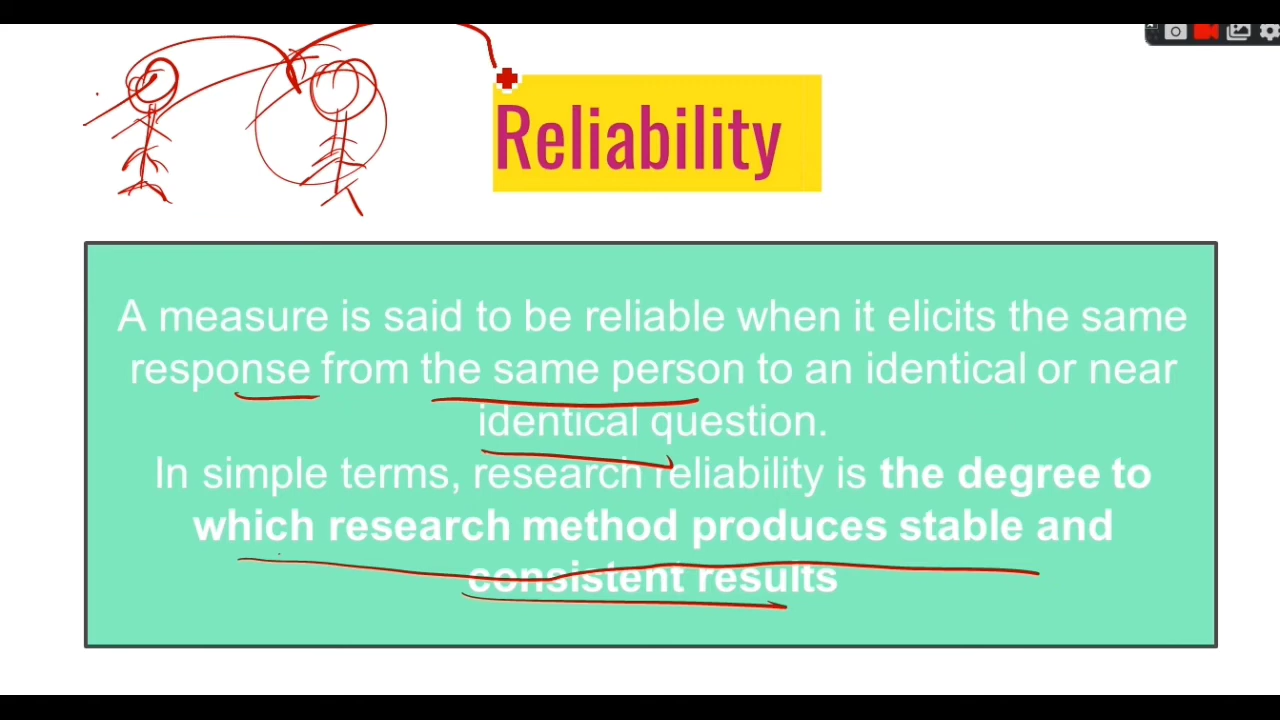 Reliability
A measure is said to be reliable when it elicits the same
response from the same person to an identical or near
identical question.
In simple terms, research reliability is the degree to
which research method produces stable and
consistent results